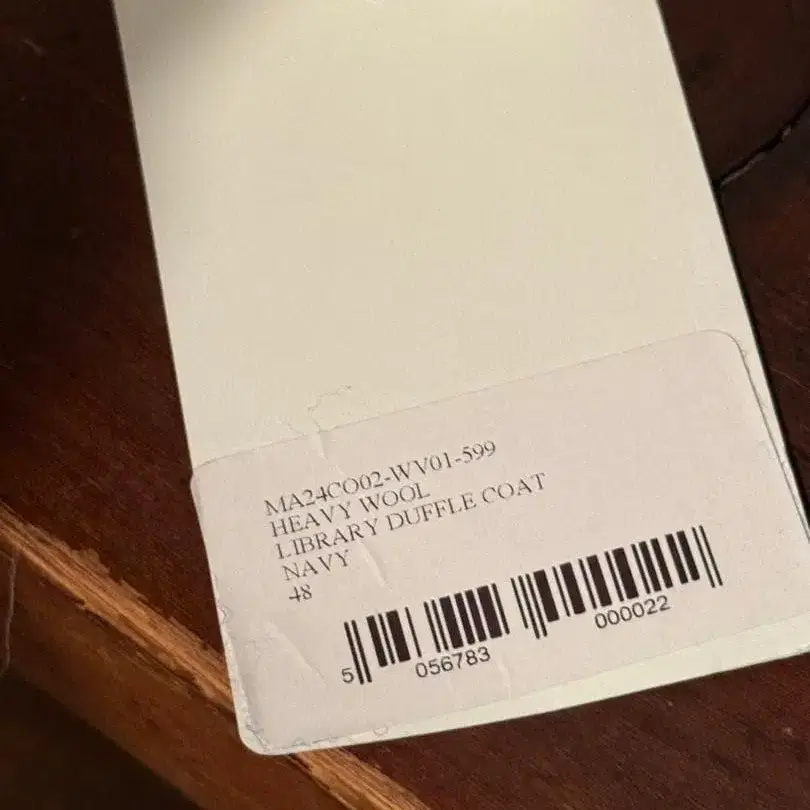 MA24CO02-WV01-599
HEAVY WOOL
LIBRARY DUFFLE COAT
NAVY
48
5 056783 000022